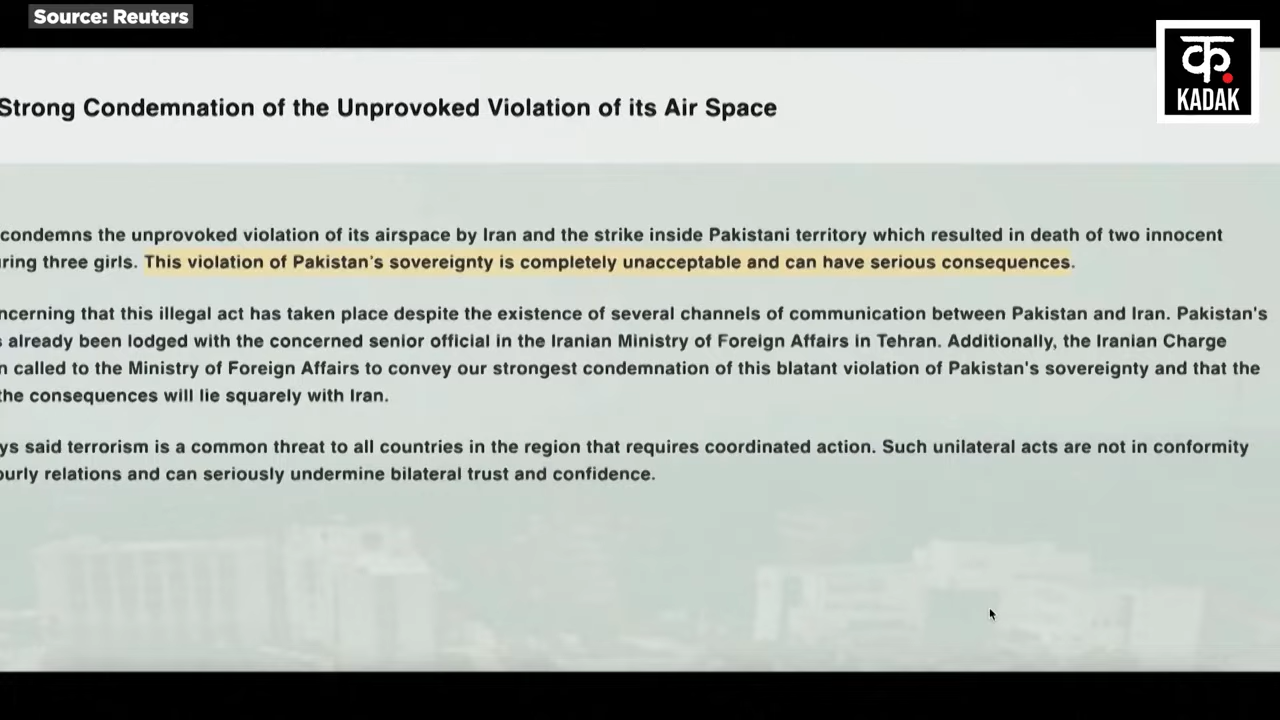 Source: Reuters
क.
KADAK
Strong Condemnation of the Unprovoked Violation of its Air Space
condemns the unprovoked violation of its airspace by Iran and the strike inside Pakistani territory which resulted in death of two innocent
ring three girls. This violation of Pakistan's sovereignty is completely unacceptable and can have serious consequences.
ncerning that this illegal act has taken place despite the existence of several channels of communication between Pakistan and Iran. Pakistan's
s already been lodged with the concerned senior official in the Iranian Ministry of Foreign Affairs in Tehran. Additionally, the Iranian Charge
n called to the Ministry of Foreign Affairs to convey our strongest condemnation of this blatant violation of Pakistan's sovereignty and that the
the consequences will lie squarely with Iran.
ys said terrorism is a common threat to all countries in the region that requires coordinated action. Such unilateral acts are not in conformity
ourly relations and can seriously undermine bilateral trust and confidence.